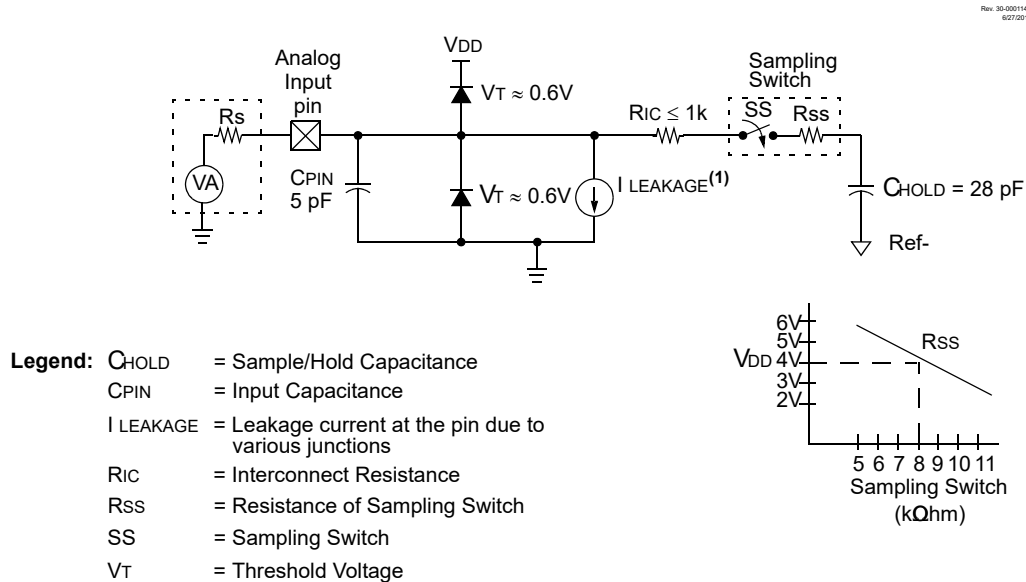 Rev. 30-000114
6/27/201
VDD
Analog
Input
pin
VT ≈ 0.6V
Sampling
Switch
Rs
RIC ≤ 1k
SS
Rss
VA
CPIN
5 pF
VT ≈ 0.6V
I LEAKAGE(1)
CHOLD = 28 pF
Ref-
Legend: CHOLD = Sample/Hold Capacitance
CPIN = Input Capacitance
I LEAKAGE = Leakage current at the pin due to
various junctions
RIC = Interconnect Resistance
RSS = Resistance of Sampling Switch
SS = Sampling Switch
VT = Threshold Voltage
6V
5V
RSS
VDD 4V
3V
2V
5 6 7 8 9 10 11
Sampling Switch
(kΩhm)